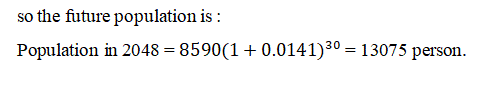 so the future population is :
Population in 2048 = 8590(1 + 0.0141)³⁰ = 13075 person.